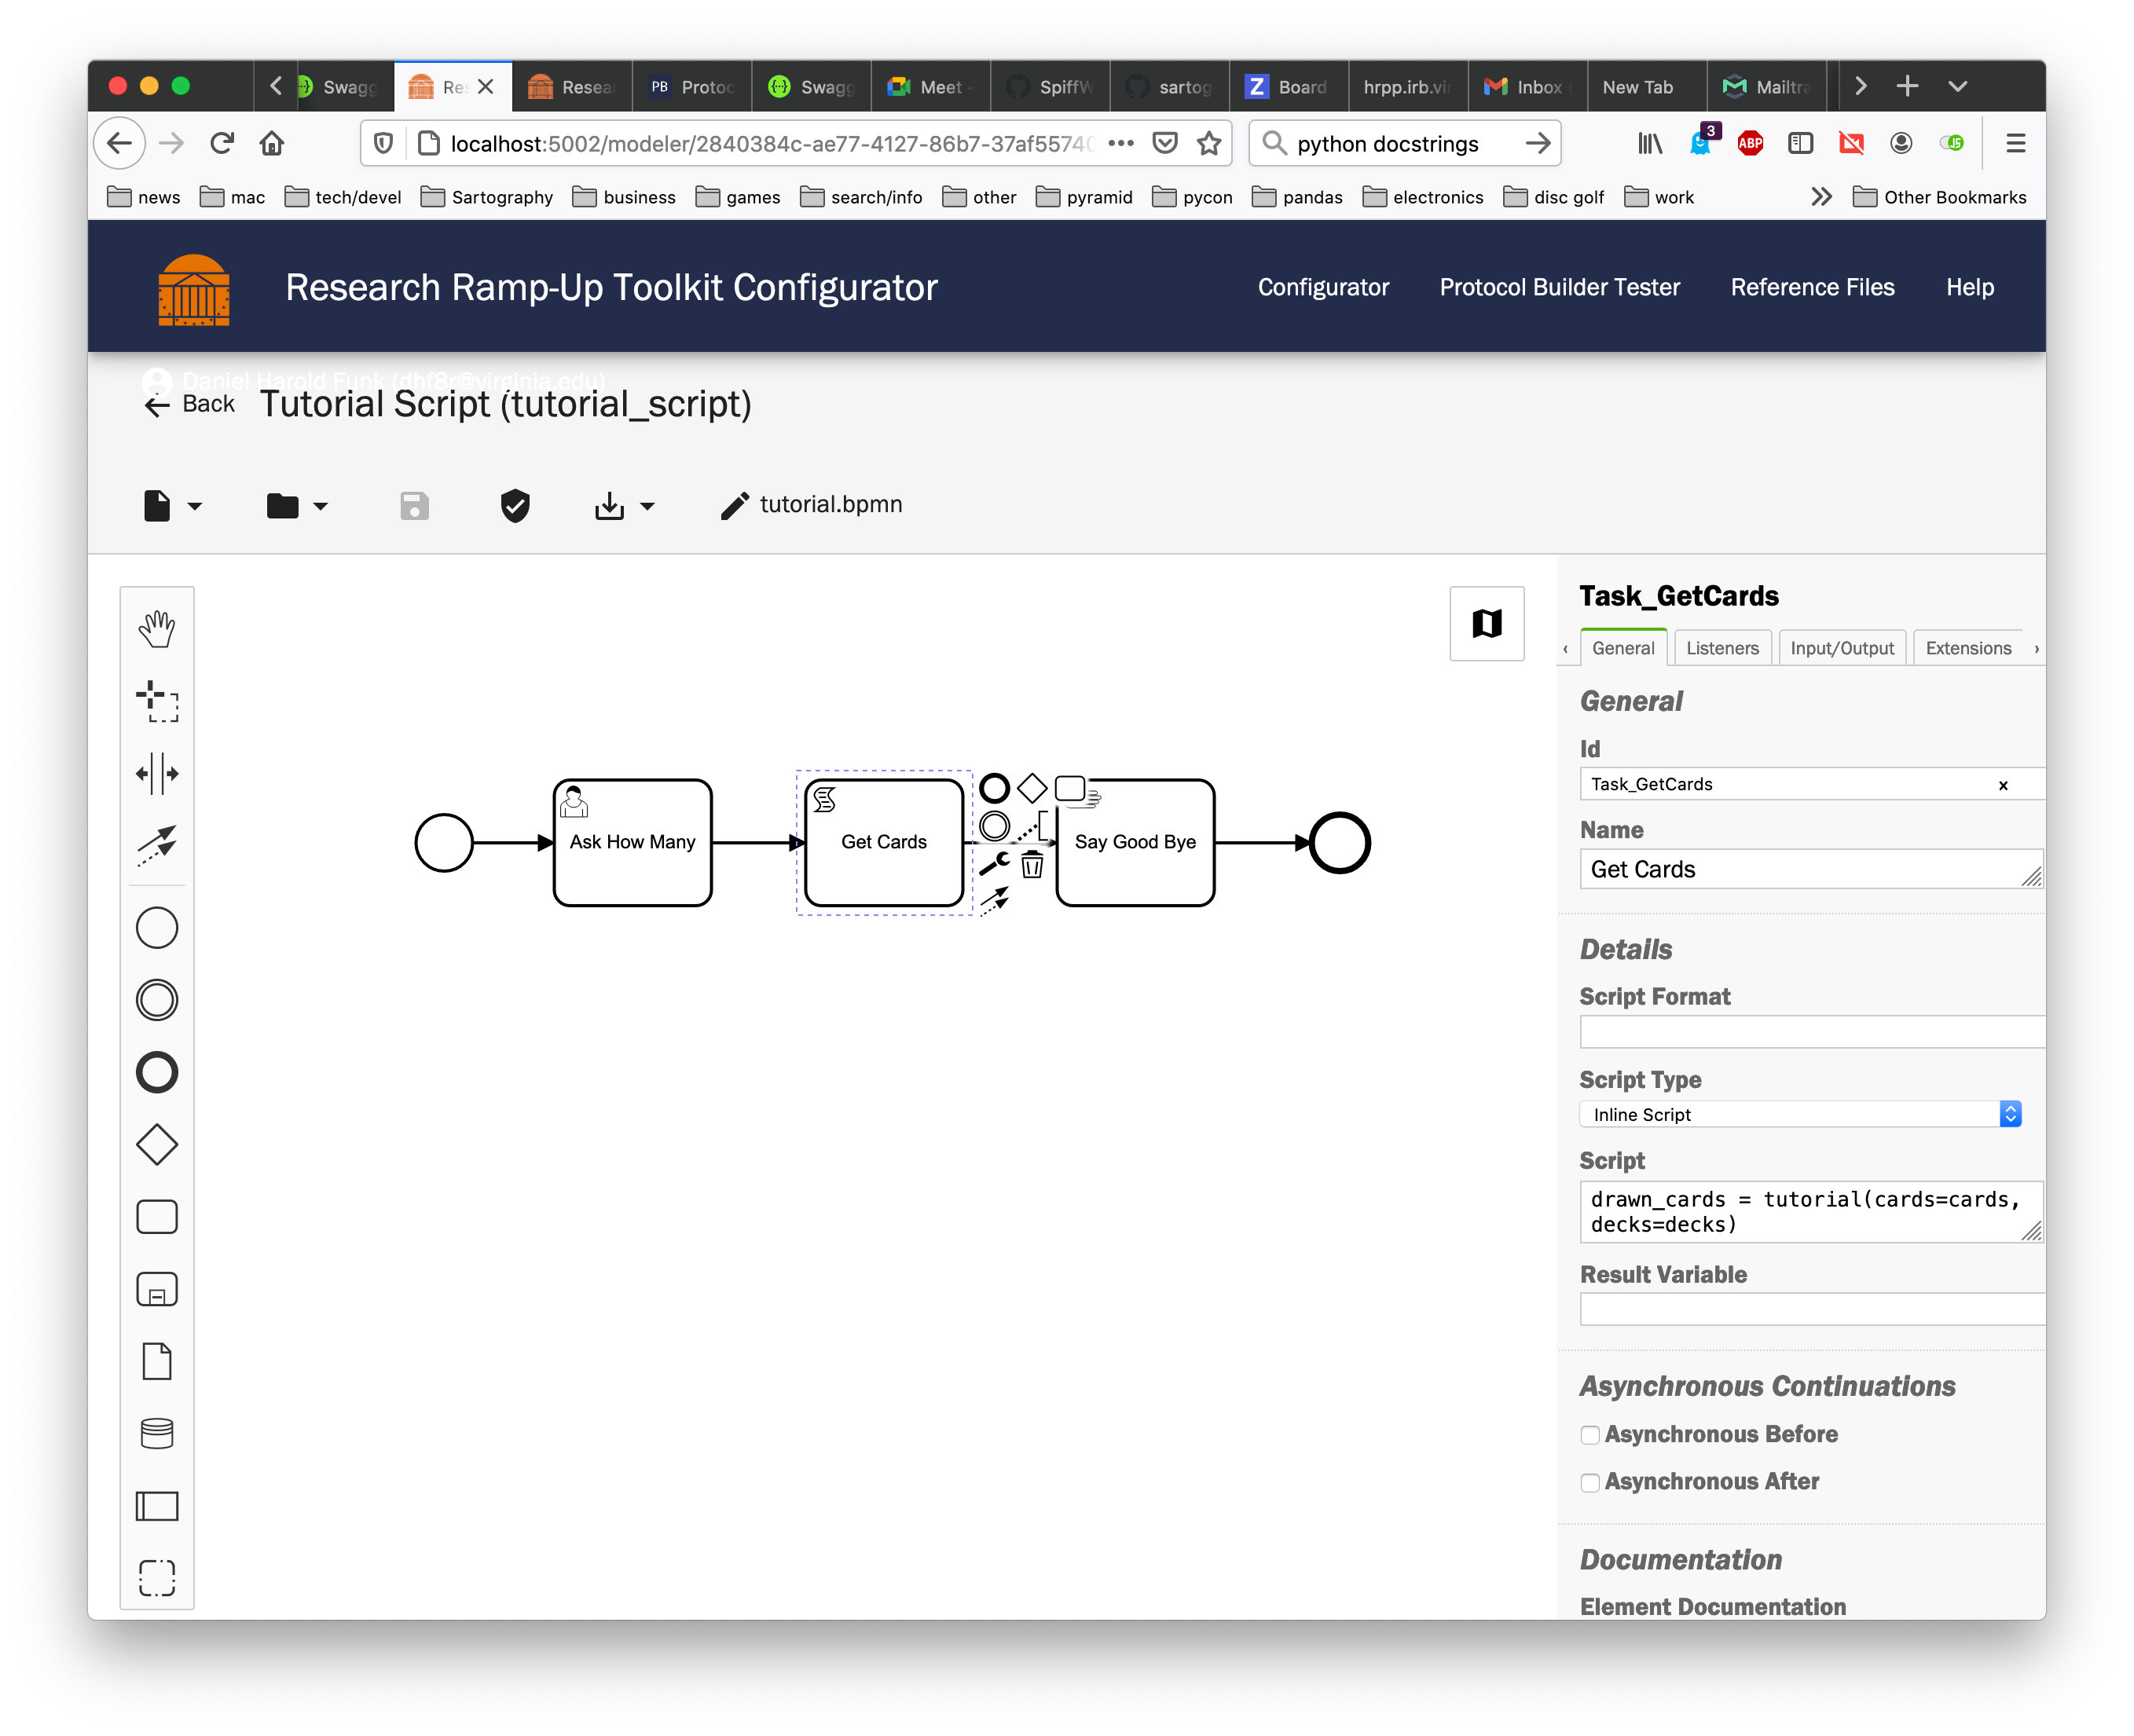 Swagg
Re
Resea
PB Protoc
Swagg
Meet -
SpiffW
sartog
Z Board
hrpp.irb.vir
Inbox
New Tab
Mailtra
localhost:5002/modeler/2840384c-ae77-4127-86b7-37af55740
python docstrings
3
ABP
JS
news
mac
tech/devel
Sartography
business
games
search/info
other
pyramid
pycon
pandas
electronics
disc golf
work
Other Bookmarks
Research Ramp-Up Toolkit Configurator
Configurator
Protocol Builder Tester
Reference Files
Help
Daniel Harold Funk (dhf8r@virginia.edu)
Back
Tutorial Script (tutorial_script)
tutorial.bpmn
Ask How Many
Get Cards
Say Good Bye
Task_GetCards
General
Listeners
Input/Output
Extensions
General
Id
Task_GetCards
x
Name
Get Cards
Details
Script Format
Script Type
Inline Script
Script
drawn_cards = tutorial(cards=cards,
decks=decks)
Result Variable
Asynchronous Continuations
Asynchronous Before
Asynchronous After
Documentation
Element Documentation